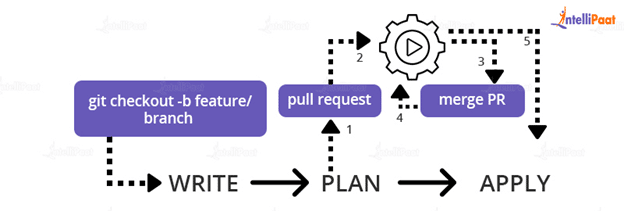 INTELLIPAAT
git checkout -b feature/
branch
pull request
merge PR
1
2
3
4
5
WRITE
PLAN
APPLY